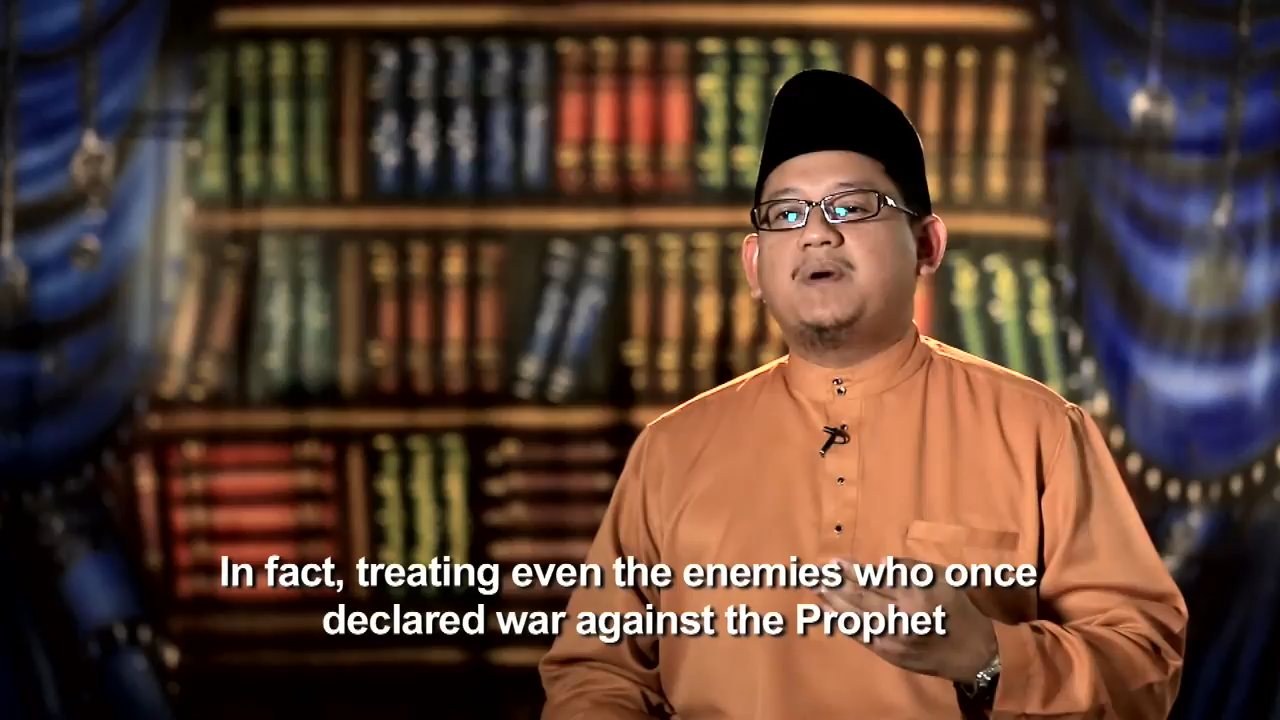 In fact, treating even the enemies who once
declared war against the Prophet